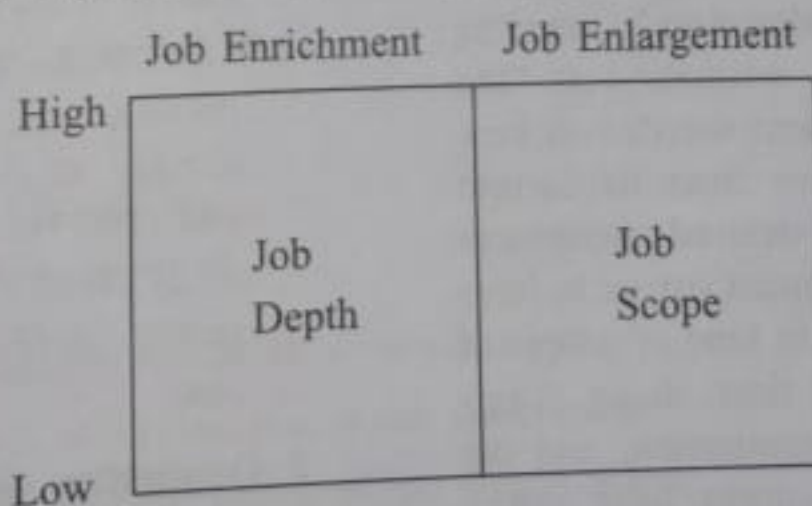 Job Enrichment Job Enlargement
High
Job
Depth
Job
Scope
Low